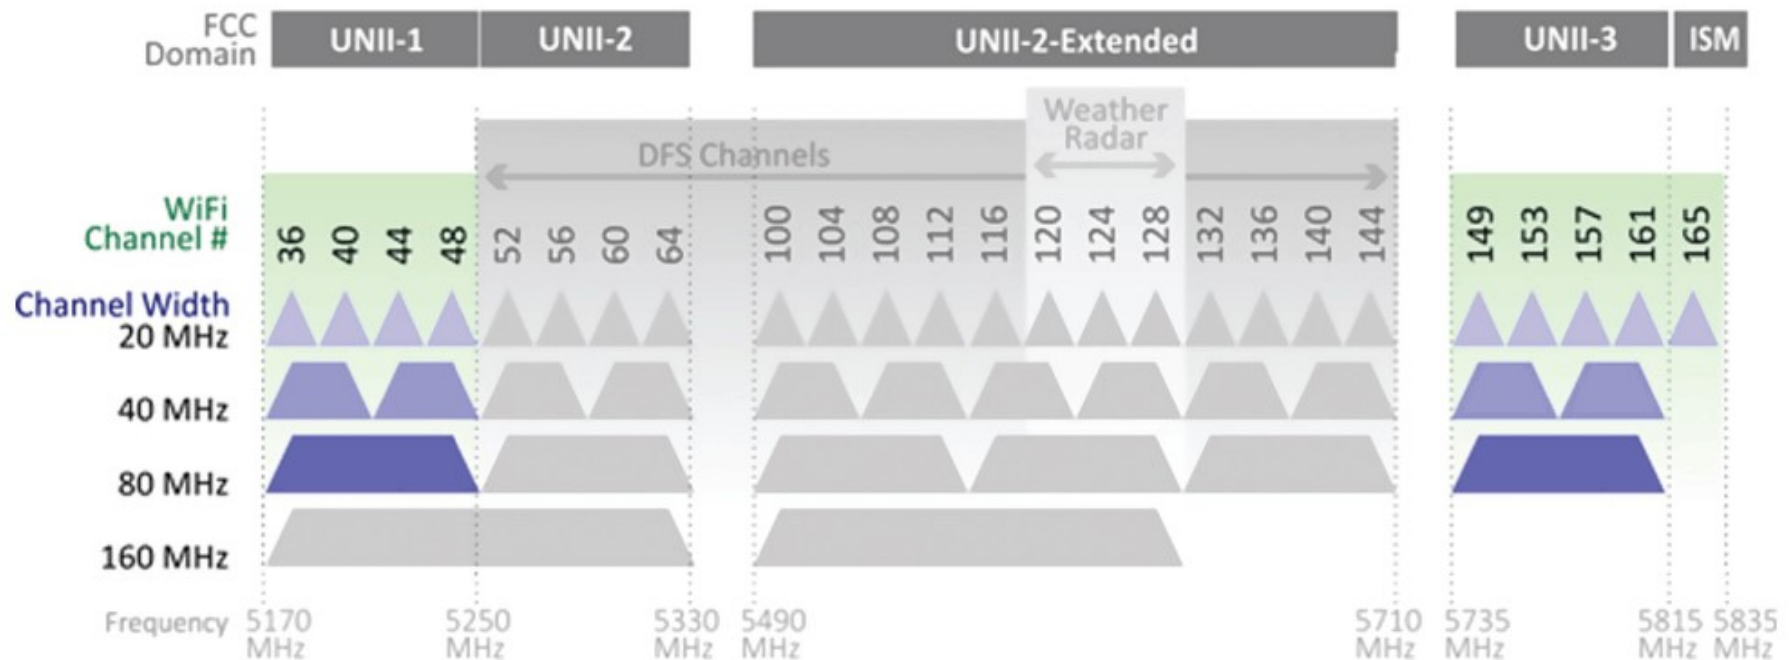 FCC
Domain
UNII-1
UNII-2
UNII-2-Extended
UNII-3
ISM
Weather
Radar
DFS Channels
WiFi
Channel #
36 40 44 48 52 56 60 64 100 104 108 112 116 120 124 128 132 136 140 144 149 153 157 161 165
Channel Width
20 MHz
40 MHz
80 MHz
160 MHz
Frequency
5170
MHz
5250
MHz
5330
MHz
5490
MHz
5710
MHz
5735
MHz
5815
MHz
5835
MHz